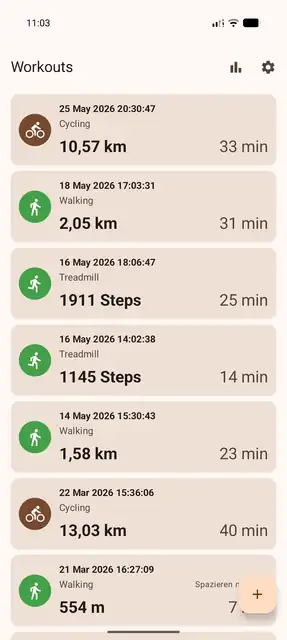 11:03
Workouts
25 May 2026 20:30:47
Cycling
10,57 km 33 min
18 May 2026 17:03:31
Walking
2,05 km 31 min
16 May 2026 18:06:47
Treadmill
1911 Steps 25 min
16 May 2026 14:02:38
Treadmill
1145 Steps 14 min
14 May 2026 15:30:43
Walking
1,58 km 23 min
22 Mar 2026 15:36:06
Cycling
13,03 km 40 min
21 Mar 2026 16:27:09
Walking Spazieren
554 m 7
+